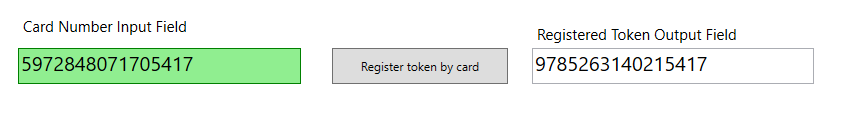 Card Number Input Field
Registered Token Output Field
5972848071705417
Register token by card
9785263140215417